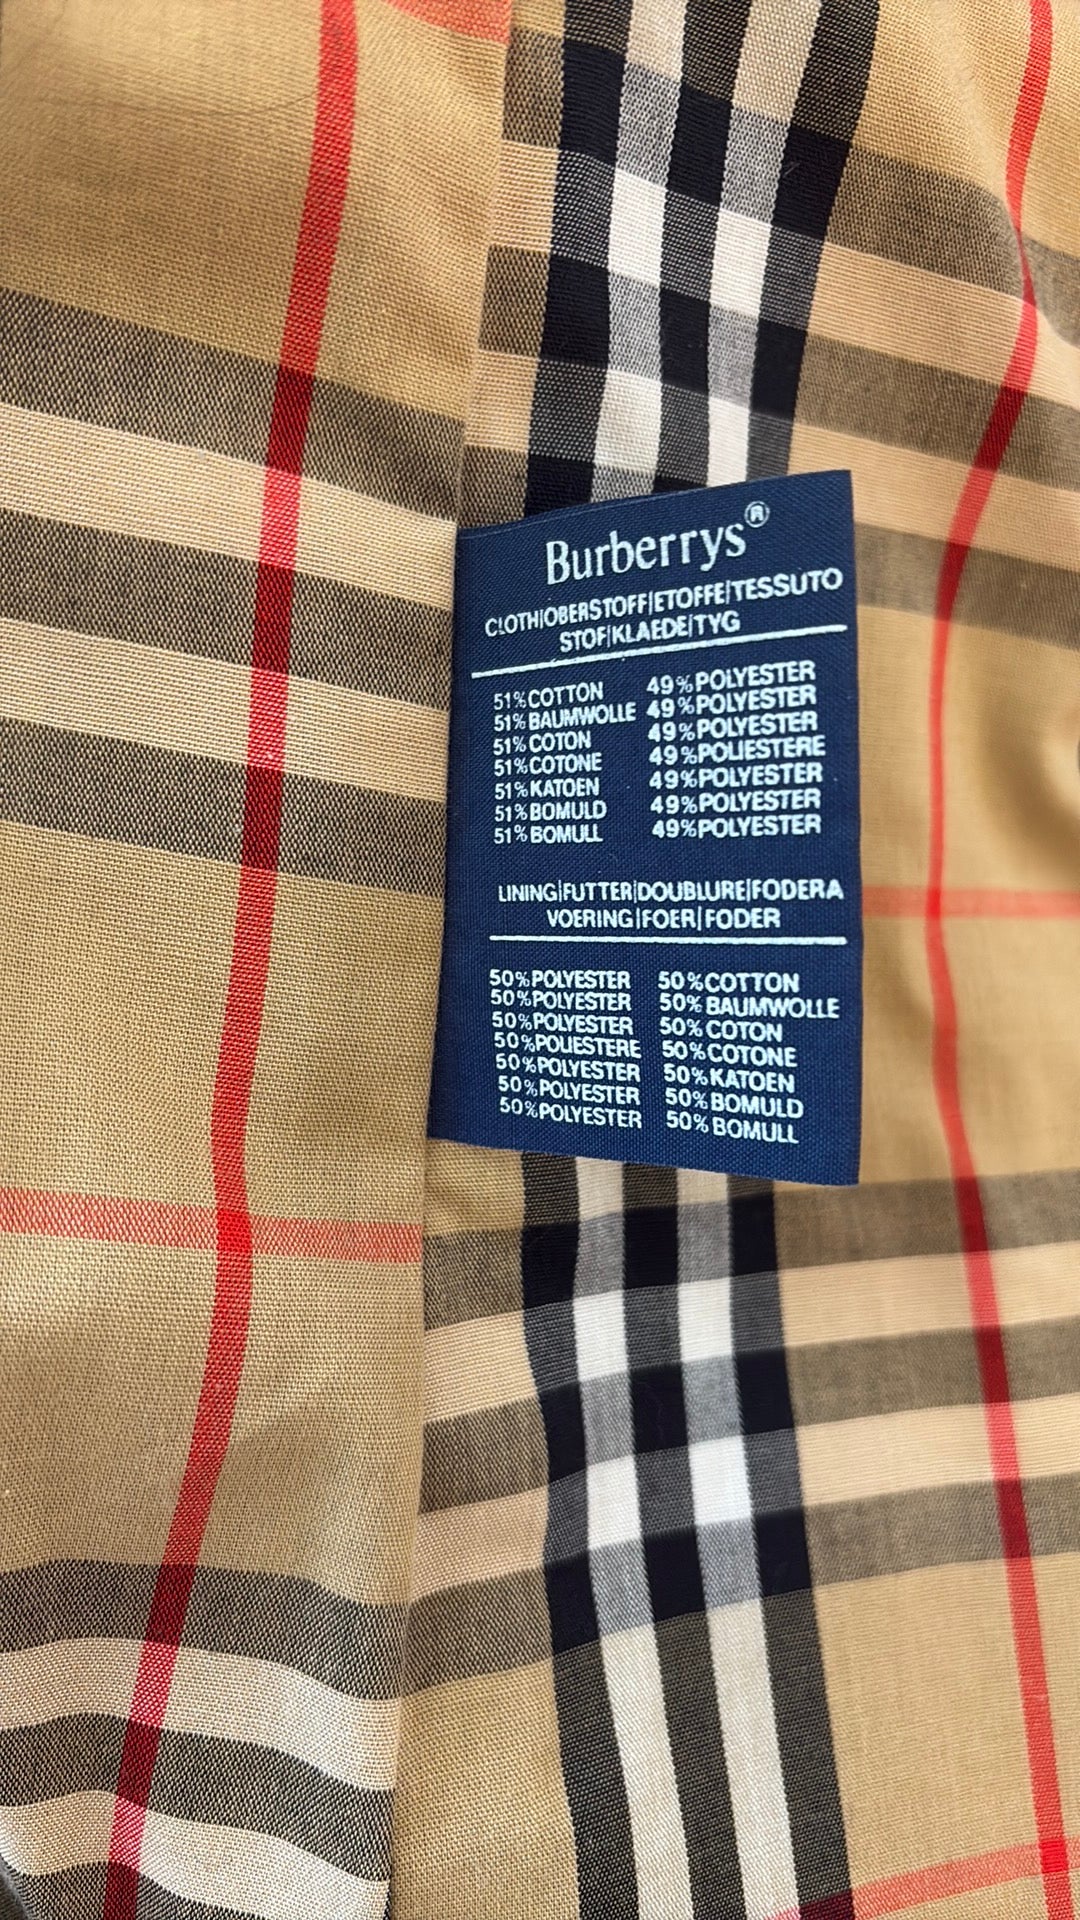 Burberrys®
CLOTH|OBERSTOFF|ETOFFE|TESSUTO
STOF|KLAEDE|TYG
51%COTTON 49%POLYESTER
51%BAUMWOLLE 49%POLYESTER
51%COTON 49%POLYESTER
51%COTONE 49%POLIESTERE
51%KATOEN 49%POLYESTER
51%BOMULD 49%POLYESTER
51%BOMULL 49%POLYESTER
LINING|FUTTER|DOUBLURE|FODERA
VOERING|FOER|FODER
50%POLYESTER 50%COTTON
50%POLYESTER 50%BAUMWOLLE
50%POLYESTER 50%COTON
50%POLIESTERE 50%COTONE
50%POLYESTER 50%KATOEN
50%POLYESTER 50%BOMULD
50%POLYESTER 50%BOMULL